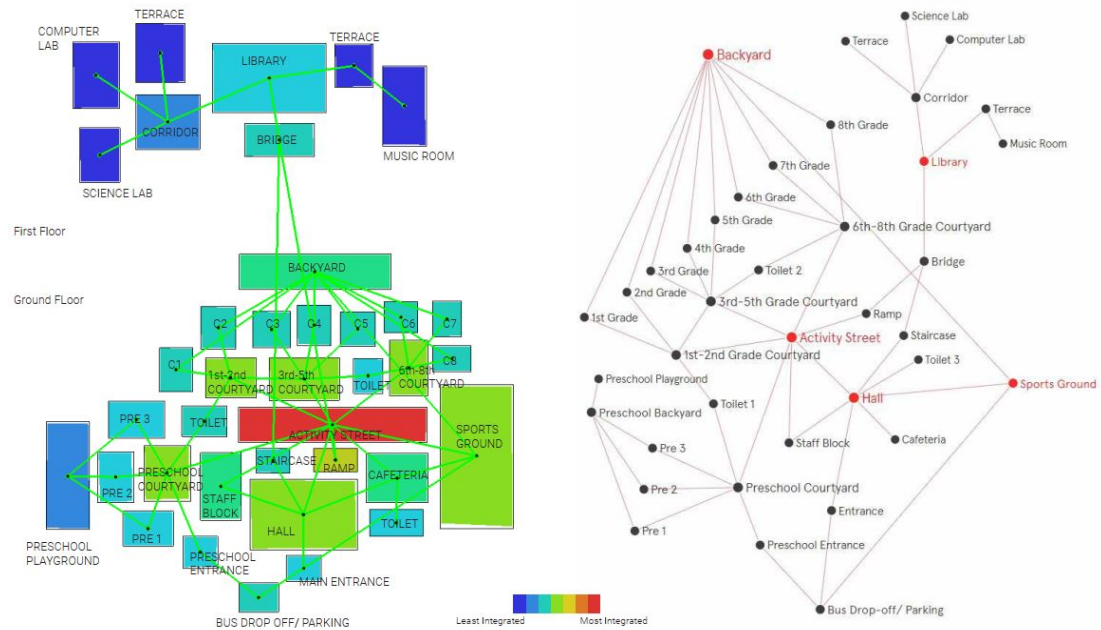 TERRACE
COMPUTER
LAB
TERRACE
LIBRARY
CORRIDOR
BRIDGE
MUSIC ROOM
SCIENCE LAB
First Floor
BACKYARD
Ground FLoor
C2
C3
C4
C5
C6
C7
C1
1st-2nd
COURTYARD
3rd-5th
COURTYARD
TOILET
6th-8th
COURTYARD
C8
PRE 3
TOILET
ACTIVITY STREET
SPORTS
GROUND
STAIRCASE
RAMP
PRESCHOOL
COURTYARD
PRE 2
STAFF
BLOCK
CAFETERIA
TOILET
HALL
PRE 1
PRESCHOOL
PLAYGROUND
PRESCHOOL
ENTRANCE
MAIN ENTRANCE
BUS DROP OFF/ PARKING
Least Integrated
Most Integrated
Science Lab
Terrace
Computer Lab
Backyard
Corridor
Terrace
8th Grade
Music Room
7th Grade
Library
6th Grade
5th Grade
6th-8th Grade Courtyard
4th Grade
Bridge
3rd Grade
Toilet 2
2nd Grade
3rd-5th Grade Courtyard
1st Grade
Ramp
Activity Street
Staircase
1st-2nd Grade Courtyard
Toilet 3
Preschool Playground
Sports Ground
Hall
Toilet 1
Preschool Backyard
Staff Block
Cafeteria
Pre 3
Pre 2
Preschool Courtyard
Entrance
Pre 1
Preschool Entrance
Bus Drop-off/ Parking